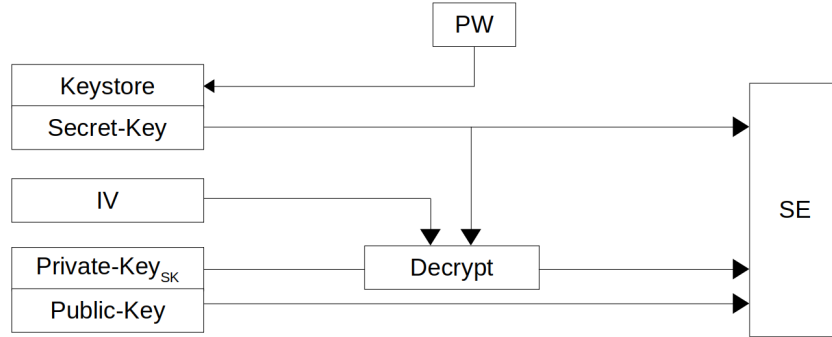 PW
Keystore
Secret-Key
IV
SE
Private-KeySK
Decrypt
Public-Key